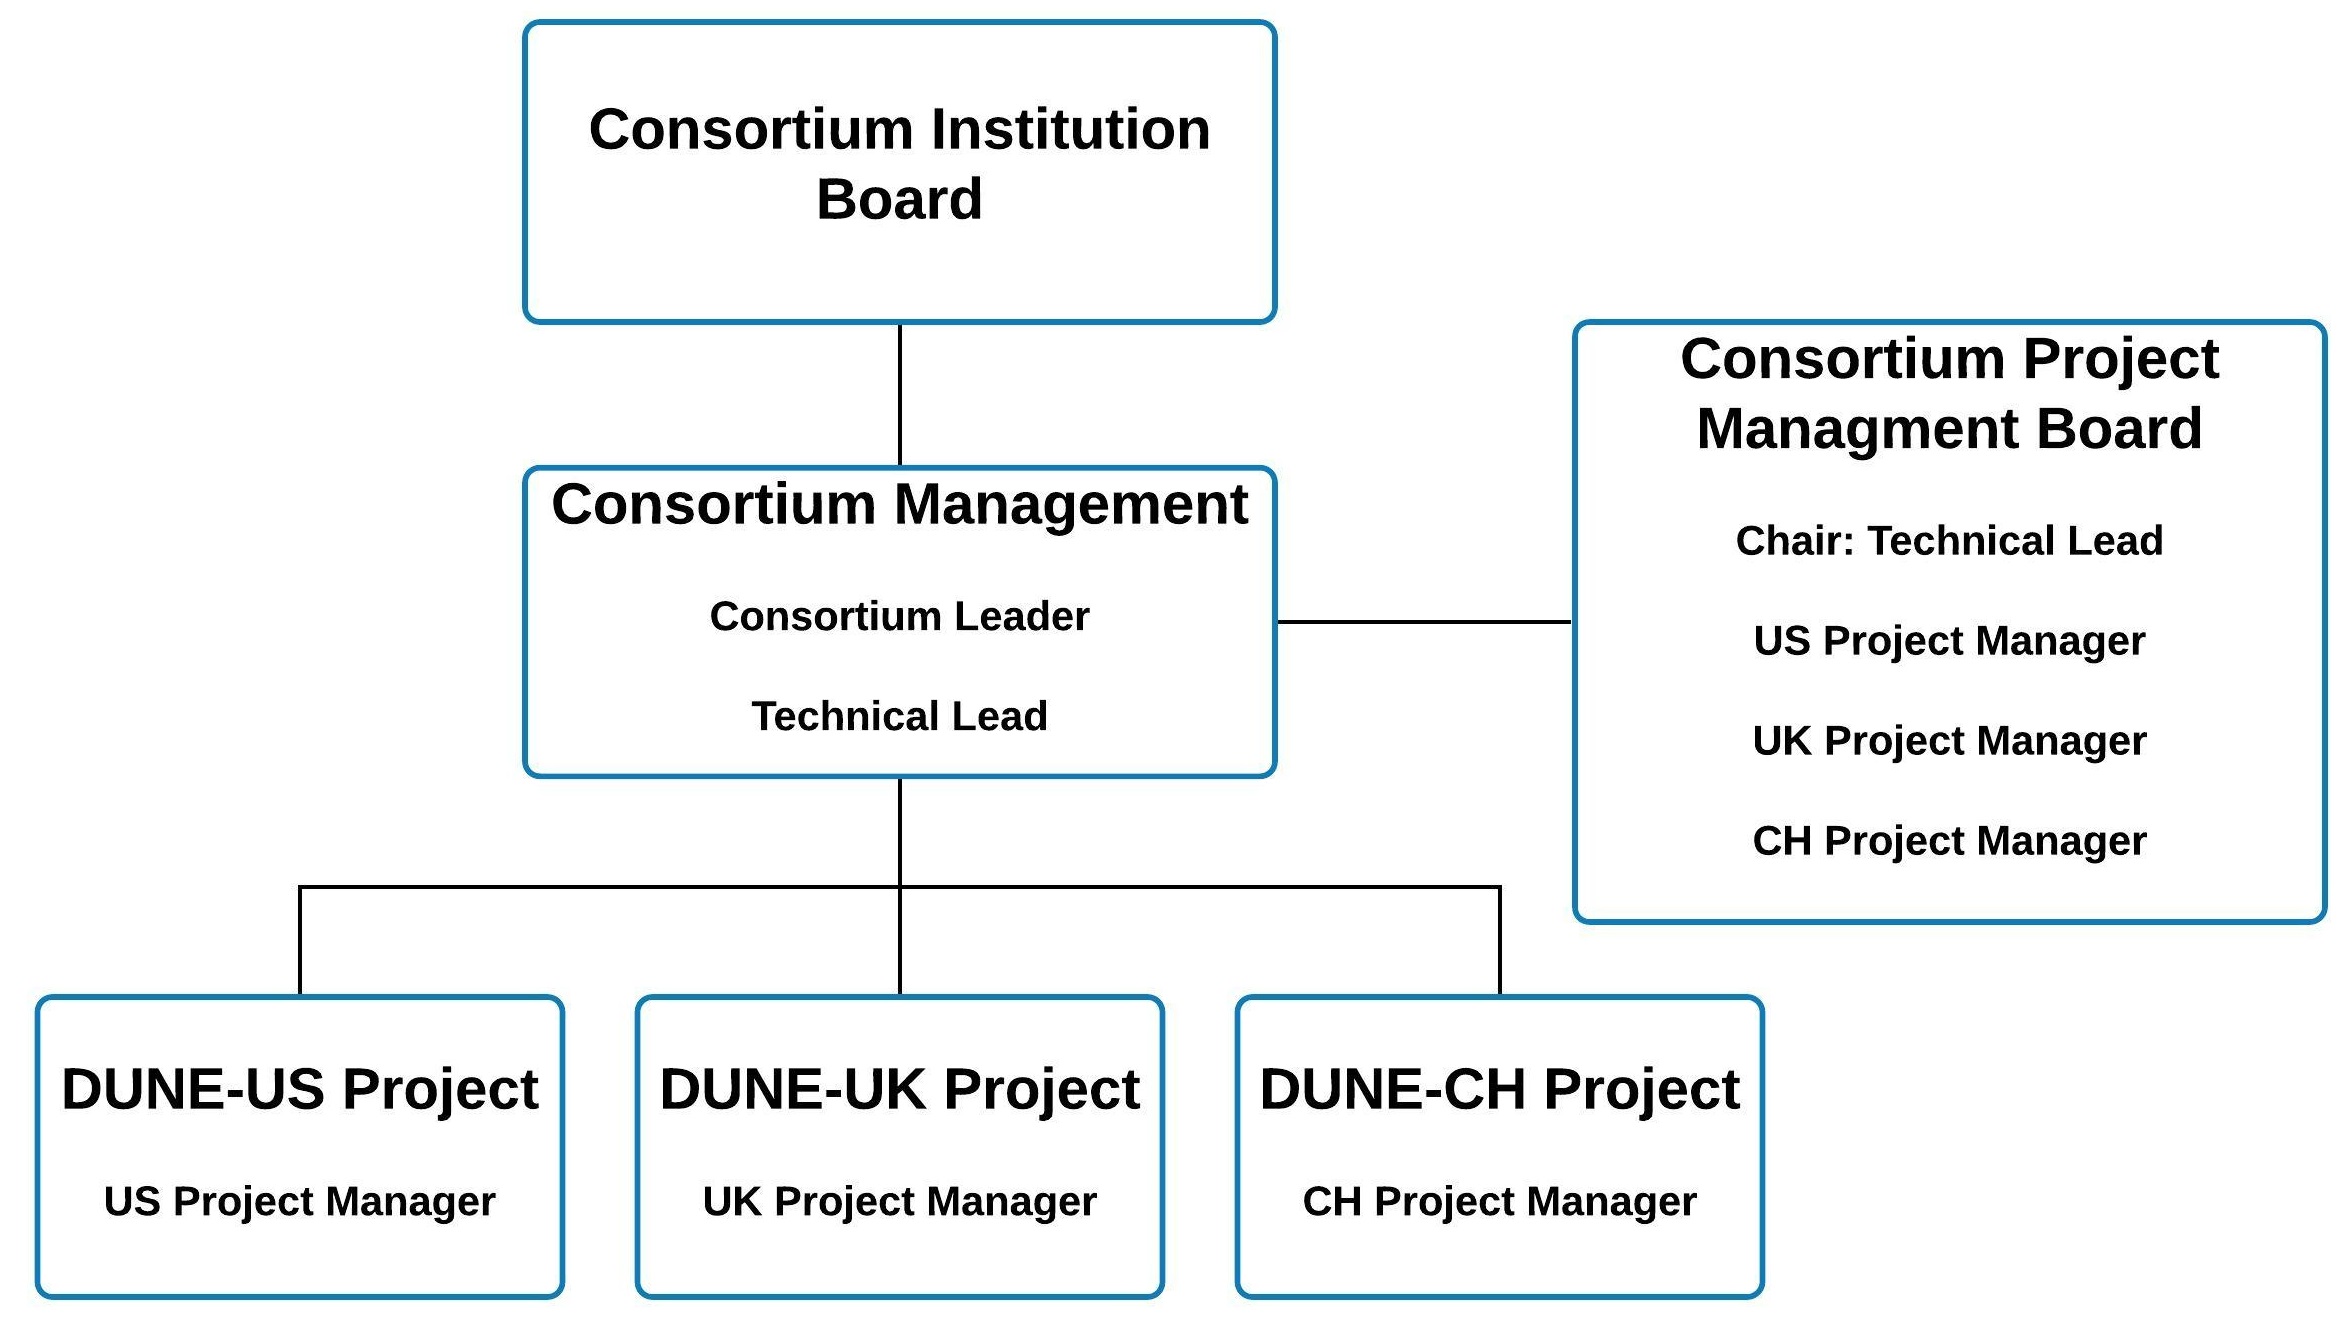 Consortium Institution
Board
Consortium Management
Consortium Leader
Technical Lead
Consortium Project
Managment Board
Chair: Technical Lead
US Project Manager
UK Project Manager
CH Project Manager
DUNE-US Project
US Project Manager
DUNE-UK Project
UK Project Manager
DUNE-CH Project
CH Project Manager